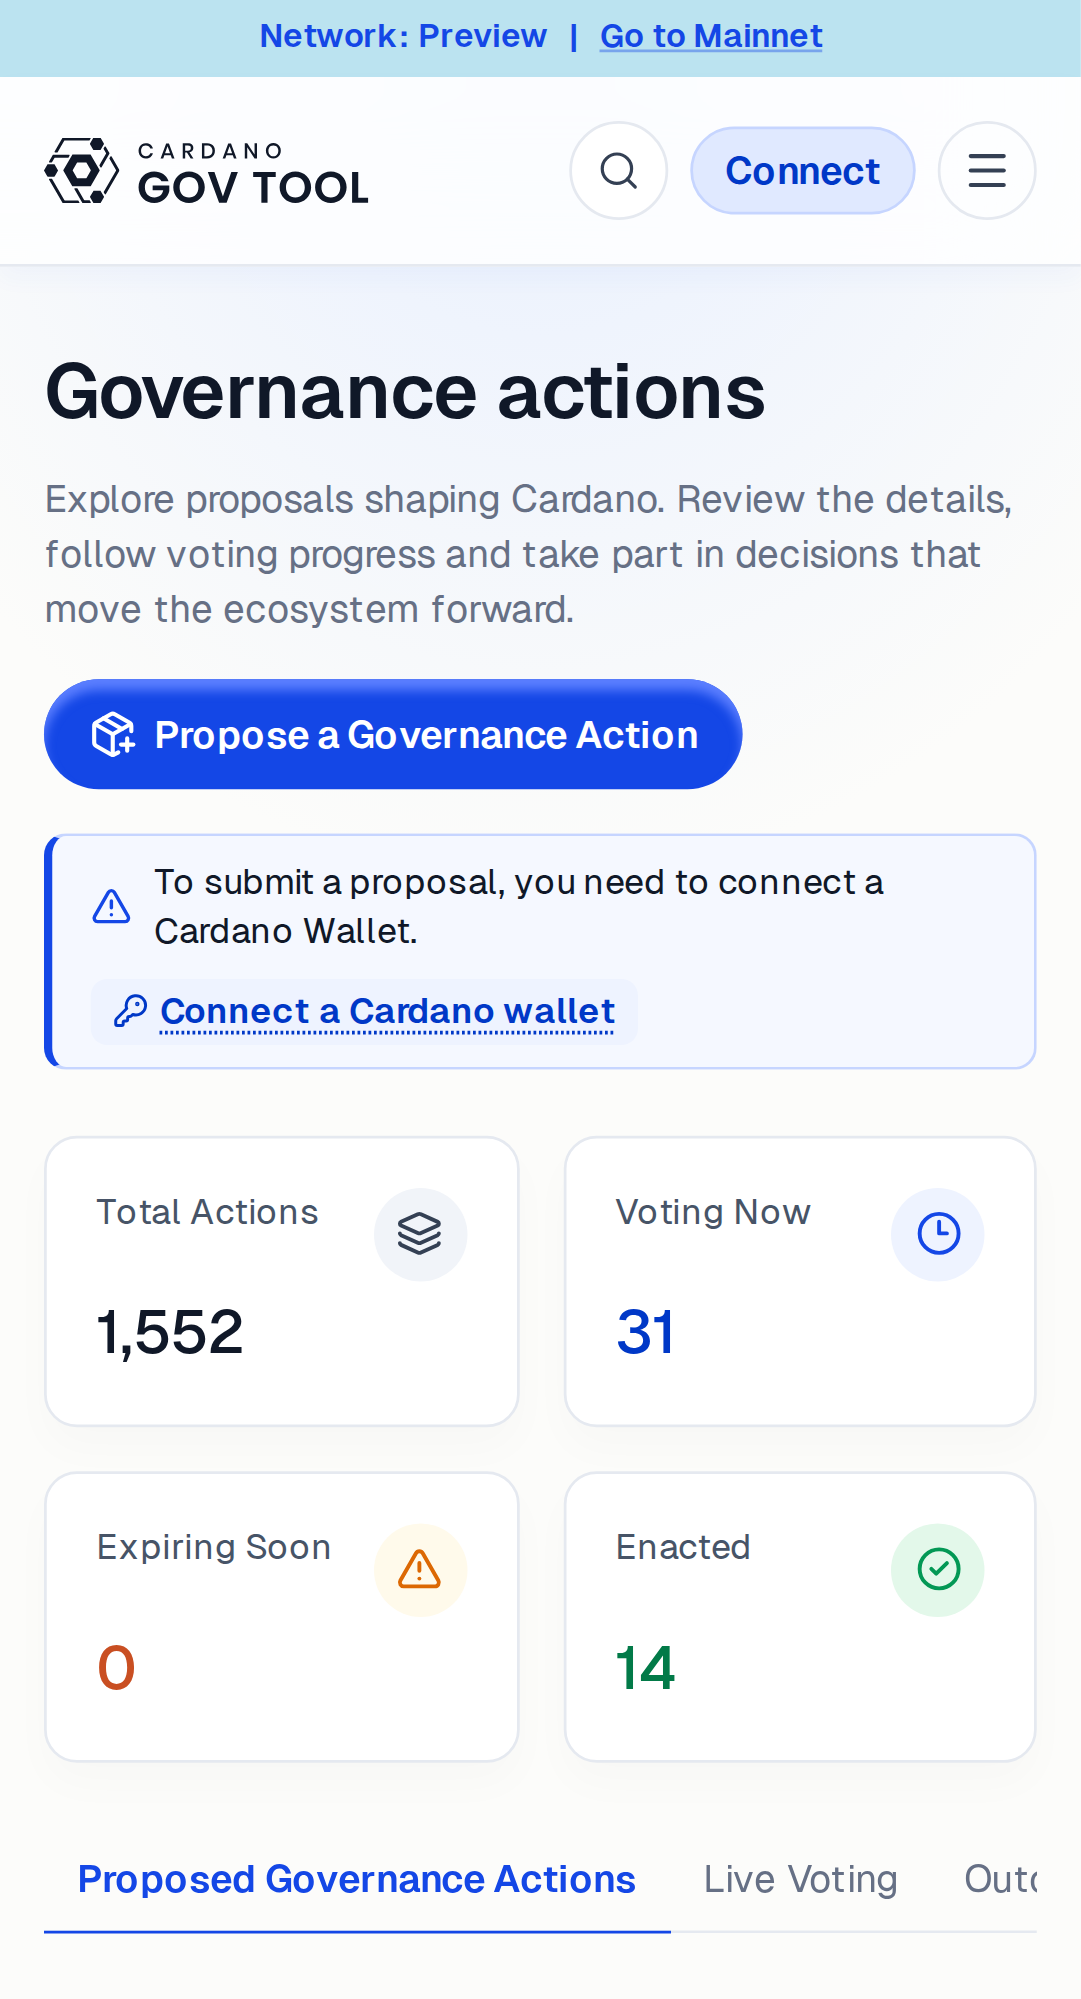 Network: Preview | Go to Mainnet
CARDANO
GOV TOOL
Connect
Governance actions
Explore proposals shaping Cardano. Review the details,
follow voting progress and take part in decisions that
move the ecosystem forward.
Propose a Governance Action
To submit a proposal, you need to connect a
Cardano Wallet.
Connect a Cardano wallet
Total Actions
1,552
Voting Now
31
Expiring Soon
0
Enacted
14
Proposed Governance Actions Live Voting